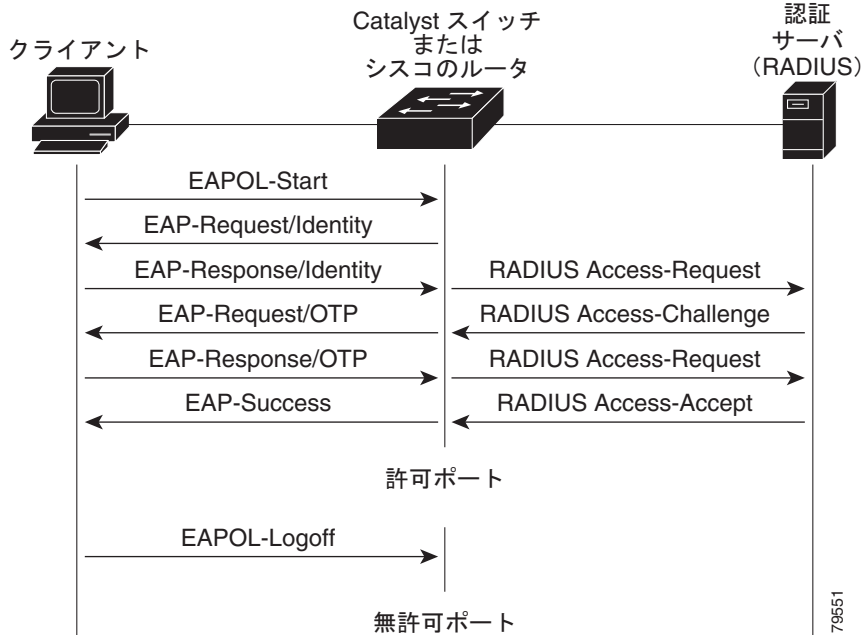 クライアント
Catalyst スイッチ
または
シスコのルータ
認証
サーバ
（RADIUS）
EAPOL-Start
EAP-Request/Identity
EAP-Response/Identity
RADIUS Access-Request
EAP-Request/OTP
RADIUS Access-Challenge
EAP-Response/OTP
RADIUS Access-Request
EAP-Success
RADIUS Access-Accept
許可ポート
EAPOL-Logoff
無許可ポート
79551